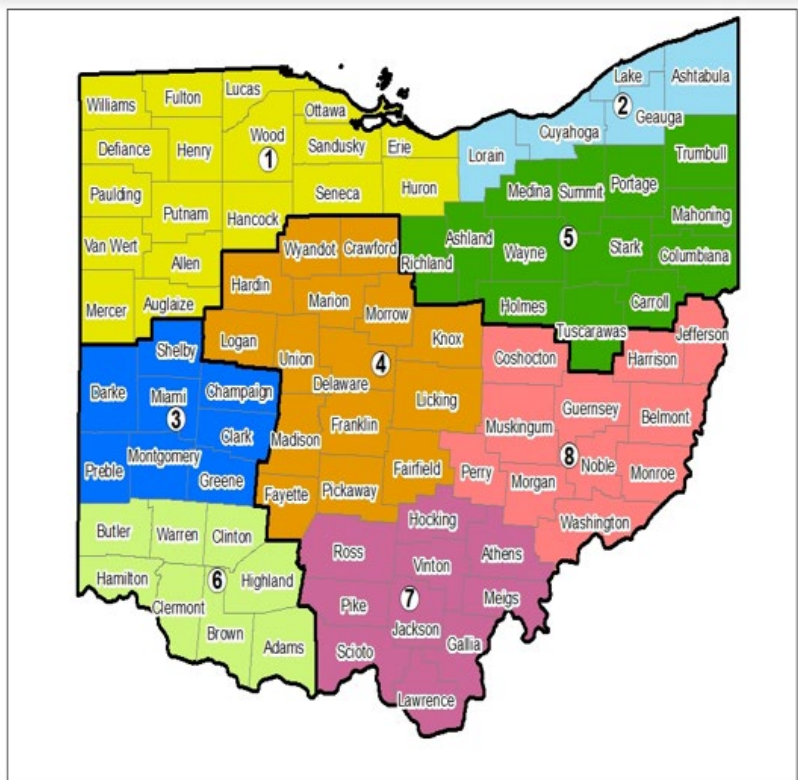 Williams
Fulton
Lucas
Ottawa
Defiance
Henry
Wood
1
Sandusky
Erie
Paulding
Putnam
Hancock
Seneca
Huron
Van Wert
Allen
Mercer
Auglaize
Lake
Ashtabula
2
Geauga
Cuyahoga
Lorain
Trumbull
Medina
Summit
Portage
Mahoning
Ashland
Wayne
5
Stark
Columbiana
Richland
Holmes
Carroll
Tuscarawas
Wyandot
Crawford
Hardin
Marion
Morrow
Logan
Union
Knox
4
Delaware
Licking
Franklin
Madison
Fairfield
Fayette
Pickaway
Shelby
Darke
Miami
Champaign
3
Clark
Montgomery
Preble
Greene
Jefferson
Coshocton
Harrison
Guernsey
Belmont
Muskingum
8
Noble
Perry
Morgan
Monroe
Washington
Butler
Warren
Clinton
Hamilton
6
Highland
Clermont
Brown
Adams
Hocking
Ross
Vinton
Athens
Pike
7
Meigs
Jackson
Gallia
Scioto
Lawrence